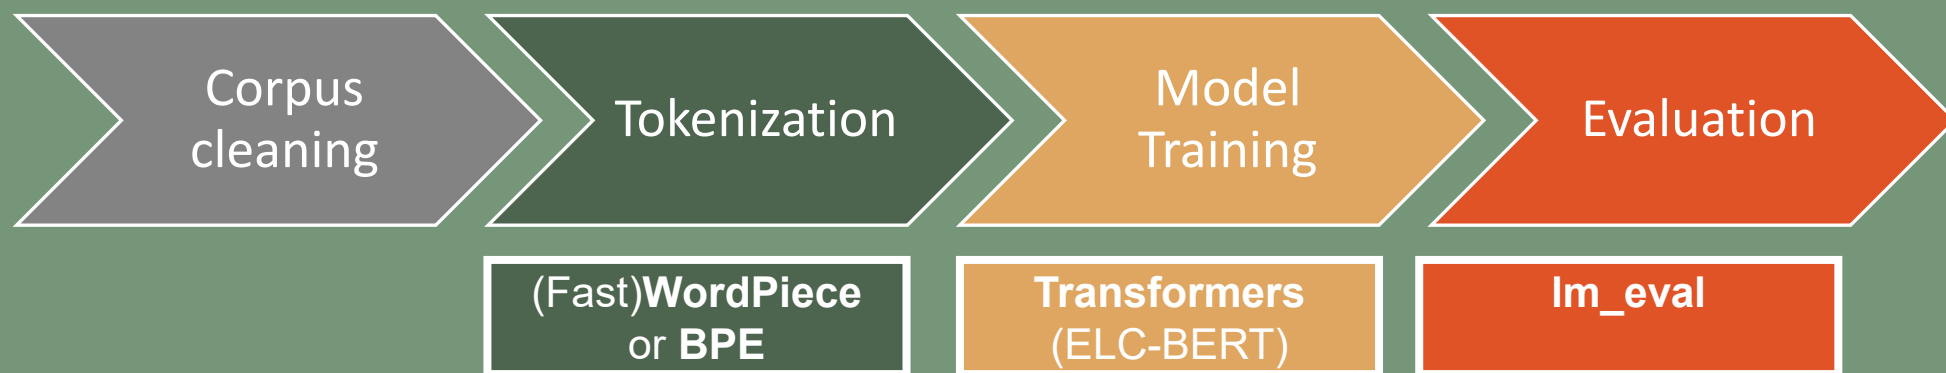 Corpus
cleaning
Tokenization
Model
Training
Evaluation
(Fast)WordPiece
or BPE
Transformers
(ELC-BERT)
lm_eval